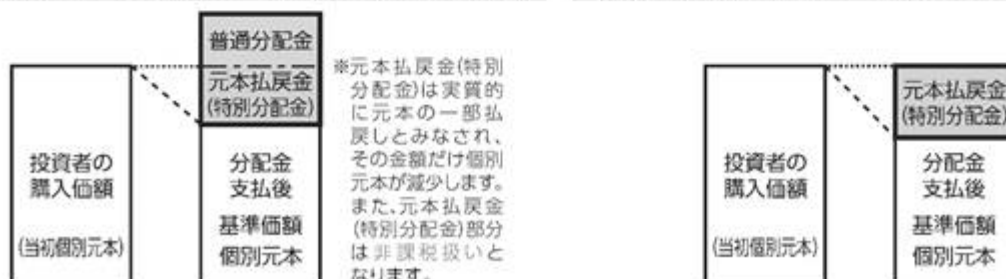 普通分配金
元本払戻金
(特別分配金)
投資者の
購入価額
(当初個別元本)
分配金
支払後
基準価額
個別元本
※元本払戻金(特別
分配金)は実質的
に元本の一部払
戻しとみなされ、
その金額だけ個別
元本が減少します。
また、元本払戻金
(特別分配金)部分
は非課税扱いと
なります。
元本払戻金
(特別分配金)
投資者の
購入価額
(当初個別元本)
分配金
支払後
基準価額
個別元本